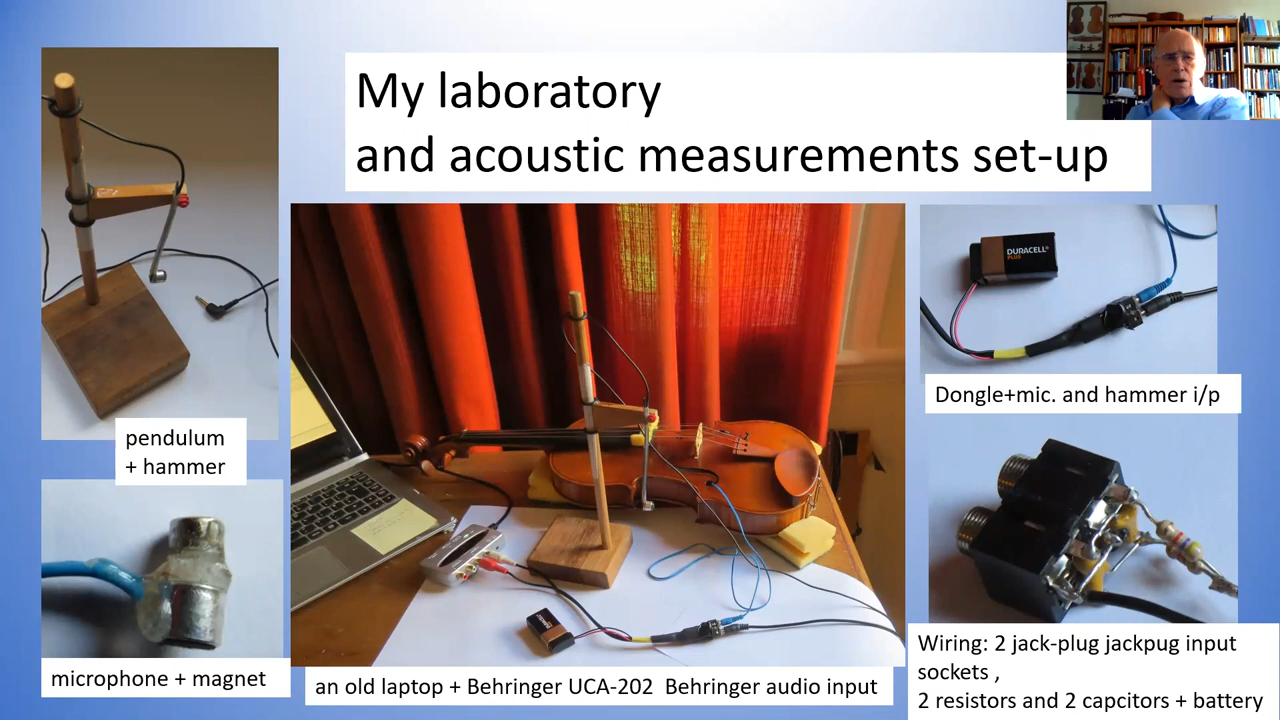 My laboratory
and acoustic measurements set-up
pendulum
+ hammer
microphone + magnet
an old laptop + Behringer UCA-202 Behringer audio input
DURACELL
PLUS
Dongle+mic. and hammer i/p
Wiring: 2 jack-plug jackpug input
sockets ,
2 resistors and 2 capcitors + battery